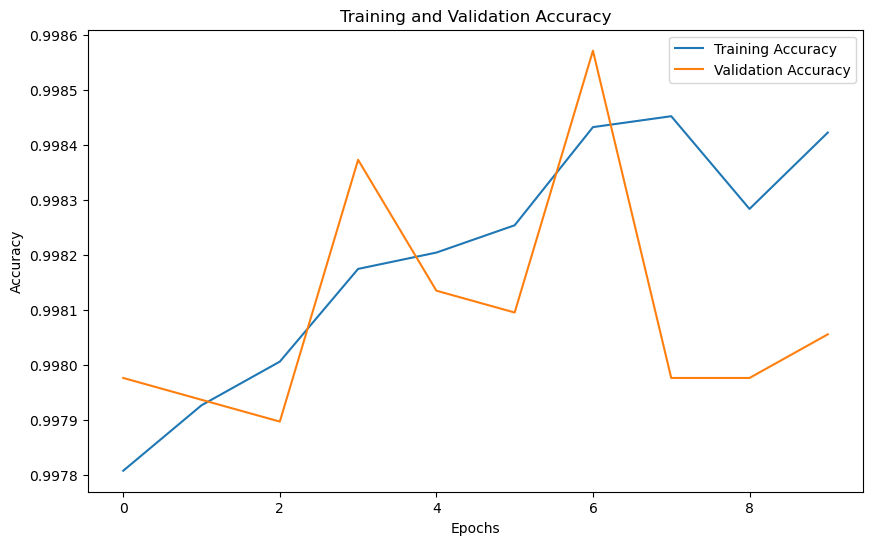 Training and Validation Accuracy
Training Accuracy
Validation Accuracy
0.9986
0.9985
0.9984
0.9983
0.9982
0.9981
0.9980
0.9979
0.9978
Accuracy
0 2 4 6 8
Epochs